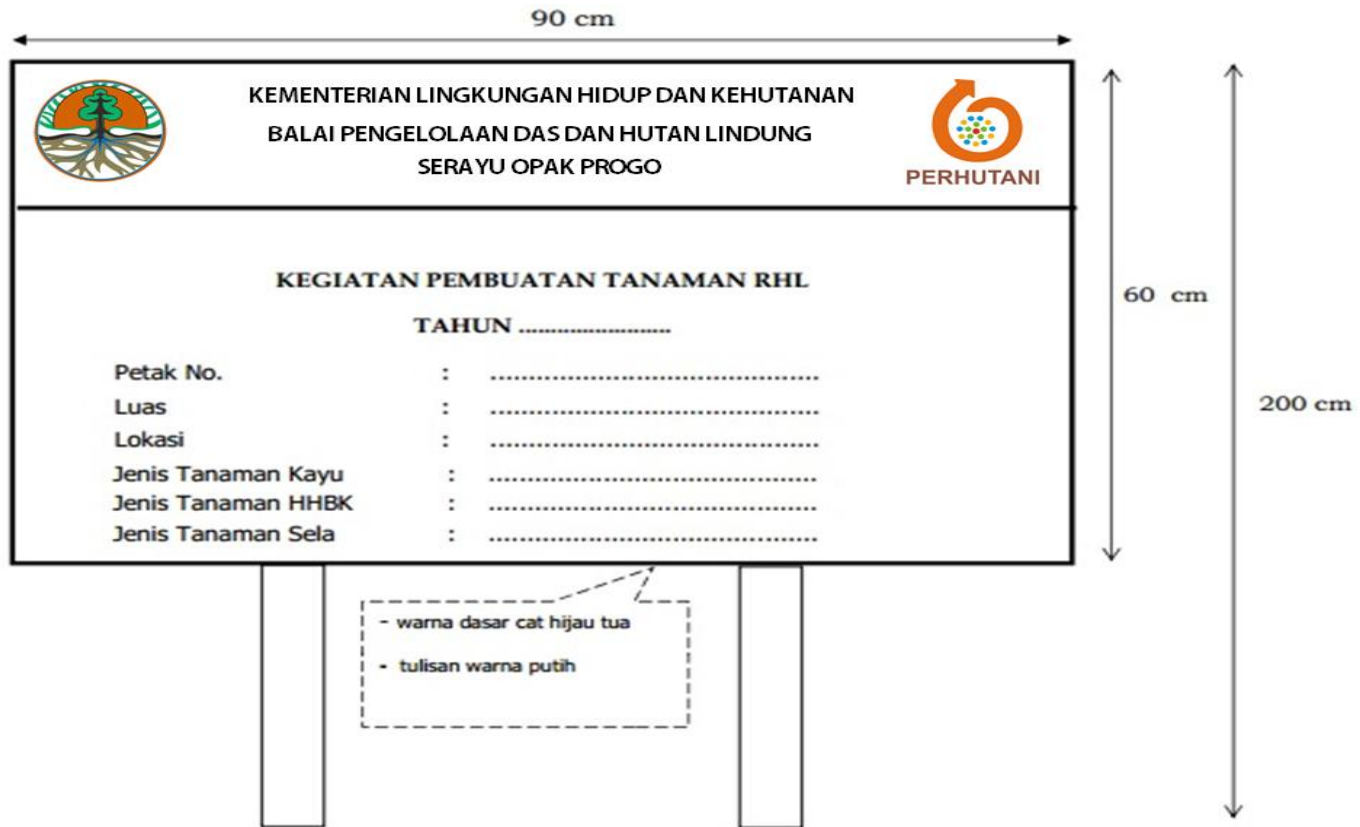 90 cm
KEMENTERIAN LINGKUNGAN HIDUP DAN KEHUTANAN
BALAI PENGELOLAAN DAS DAN HUTAN LINDUNG
SERAYU OPAK PROGO
PERHUTANI
KEGIATAN PEMBUATAN TANAMAN RHL
TAHUN ........................
60 cm
200 cm
Petak No. : ..........................................
Luas : ..........................................
Lokasi : ..........................................
Jenis Tanaman Kayu : ..........................................
Jenis Tanaman HHBK : ..........................................
Jenis Tanaman Sela : ..........................................
- warna dasar cat hijau tua
- tulisan warna putih